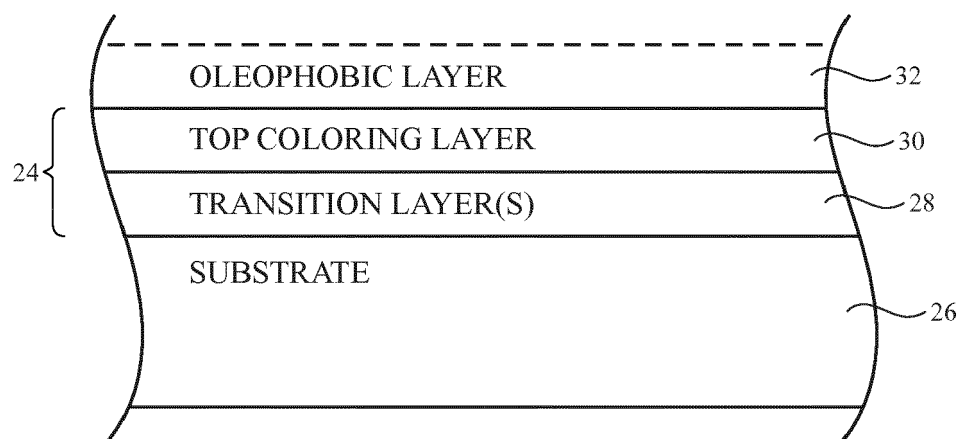 OLEOPHOBIC LAYER 32
TOP COLORING LAYER 30
24
TRANSITION LAYER(S) 28
SUBSTRATE
26